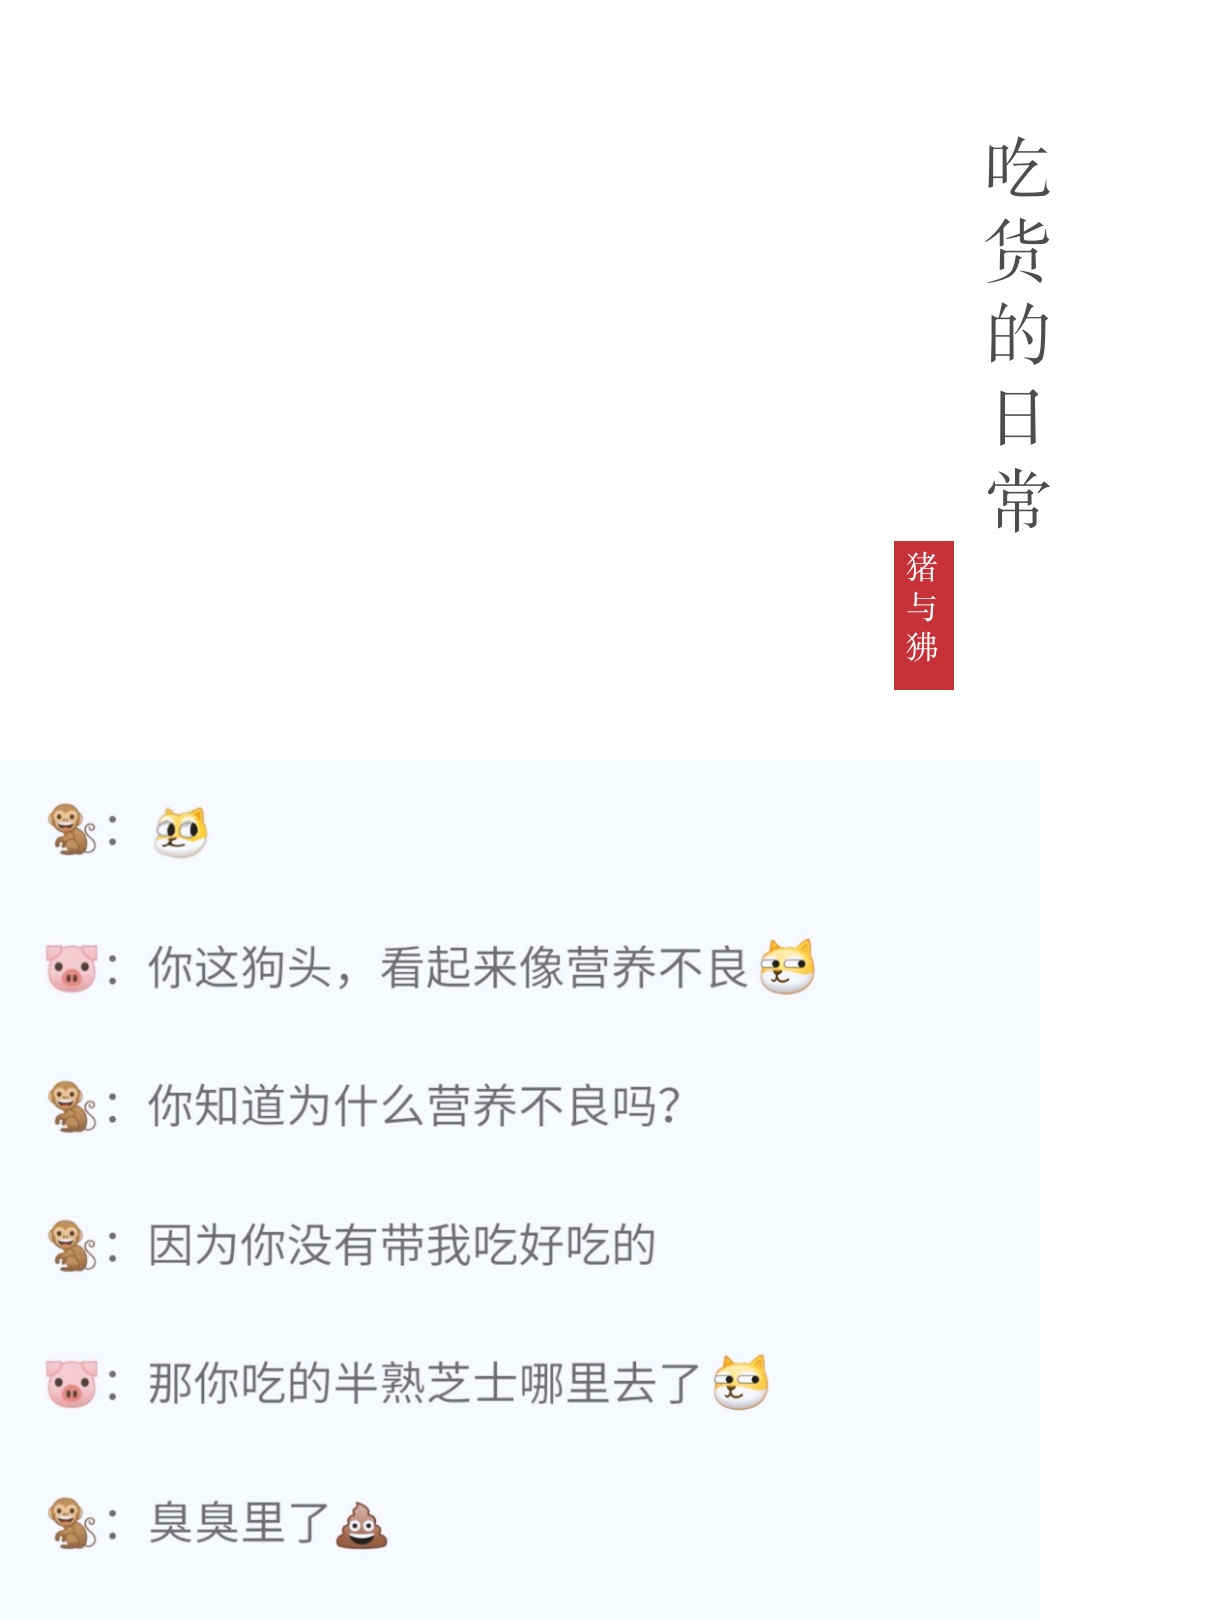 吃货的日常
猪与狒
🐒：
🐷：你这狗头，看起来像营养不良
🐒：你知道为什么营养不良吗？
🐒：因为你没有带我吃好吃的
🐷：那你吃的半熟芝士哪里去了
🐒：臭臭里了💩